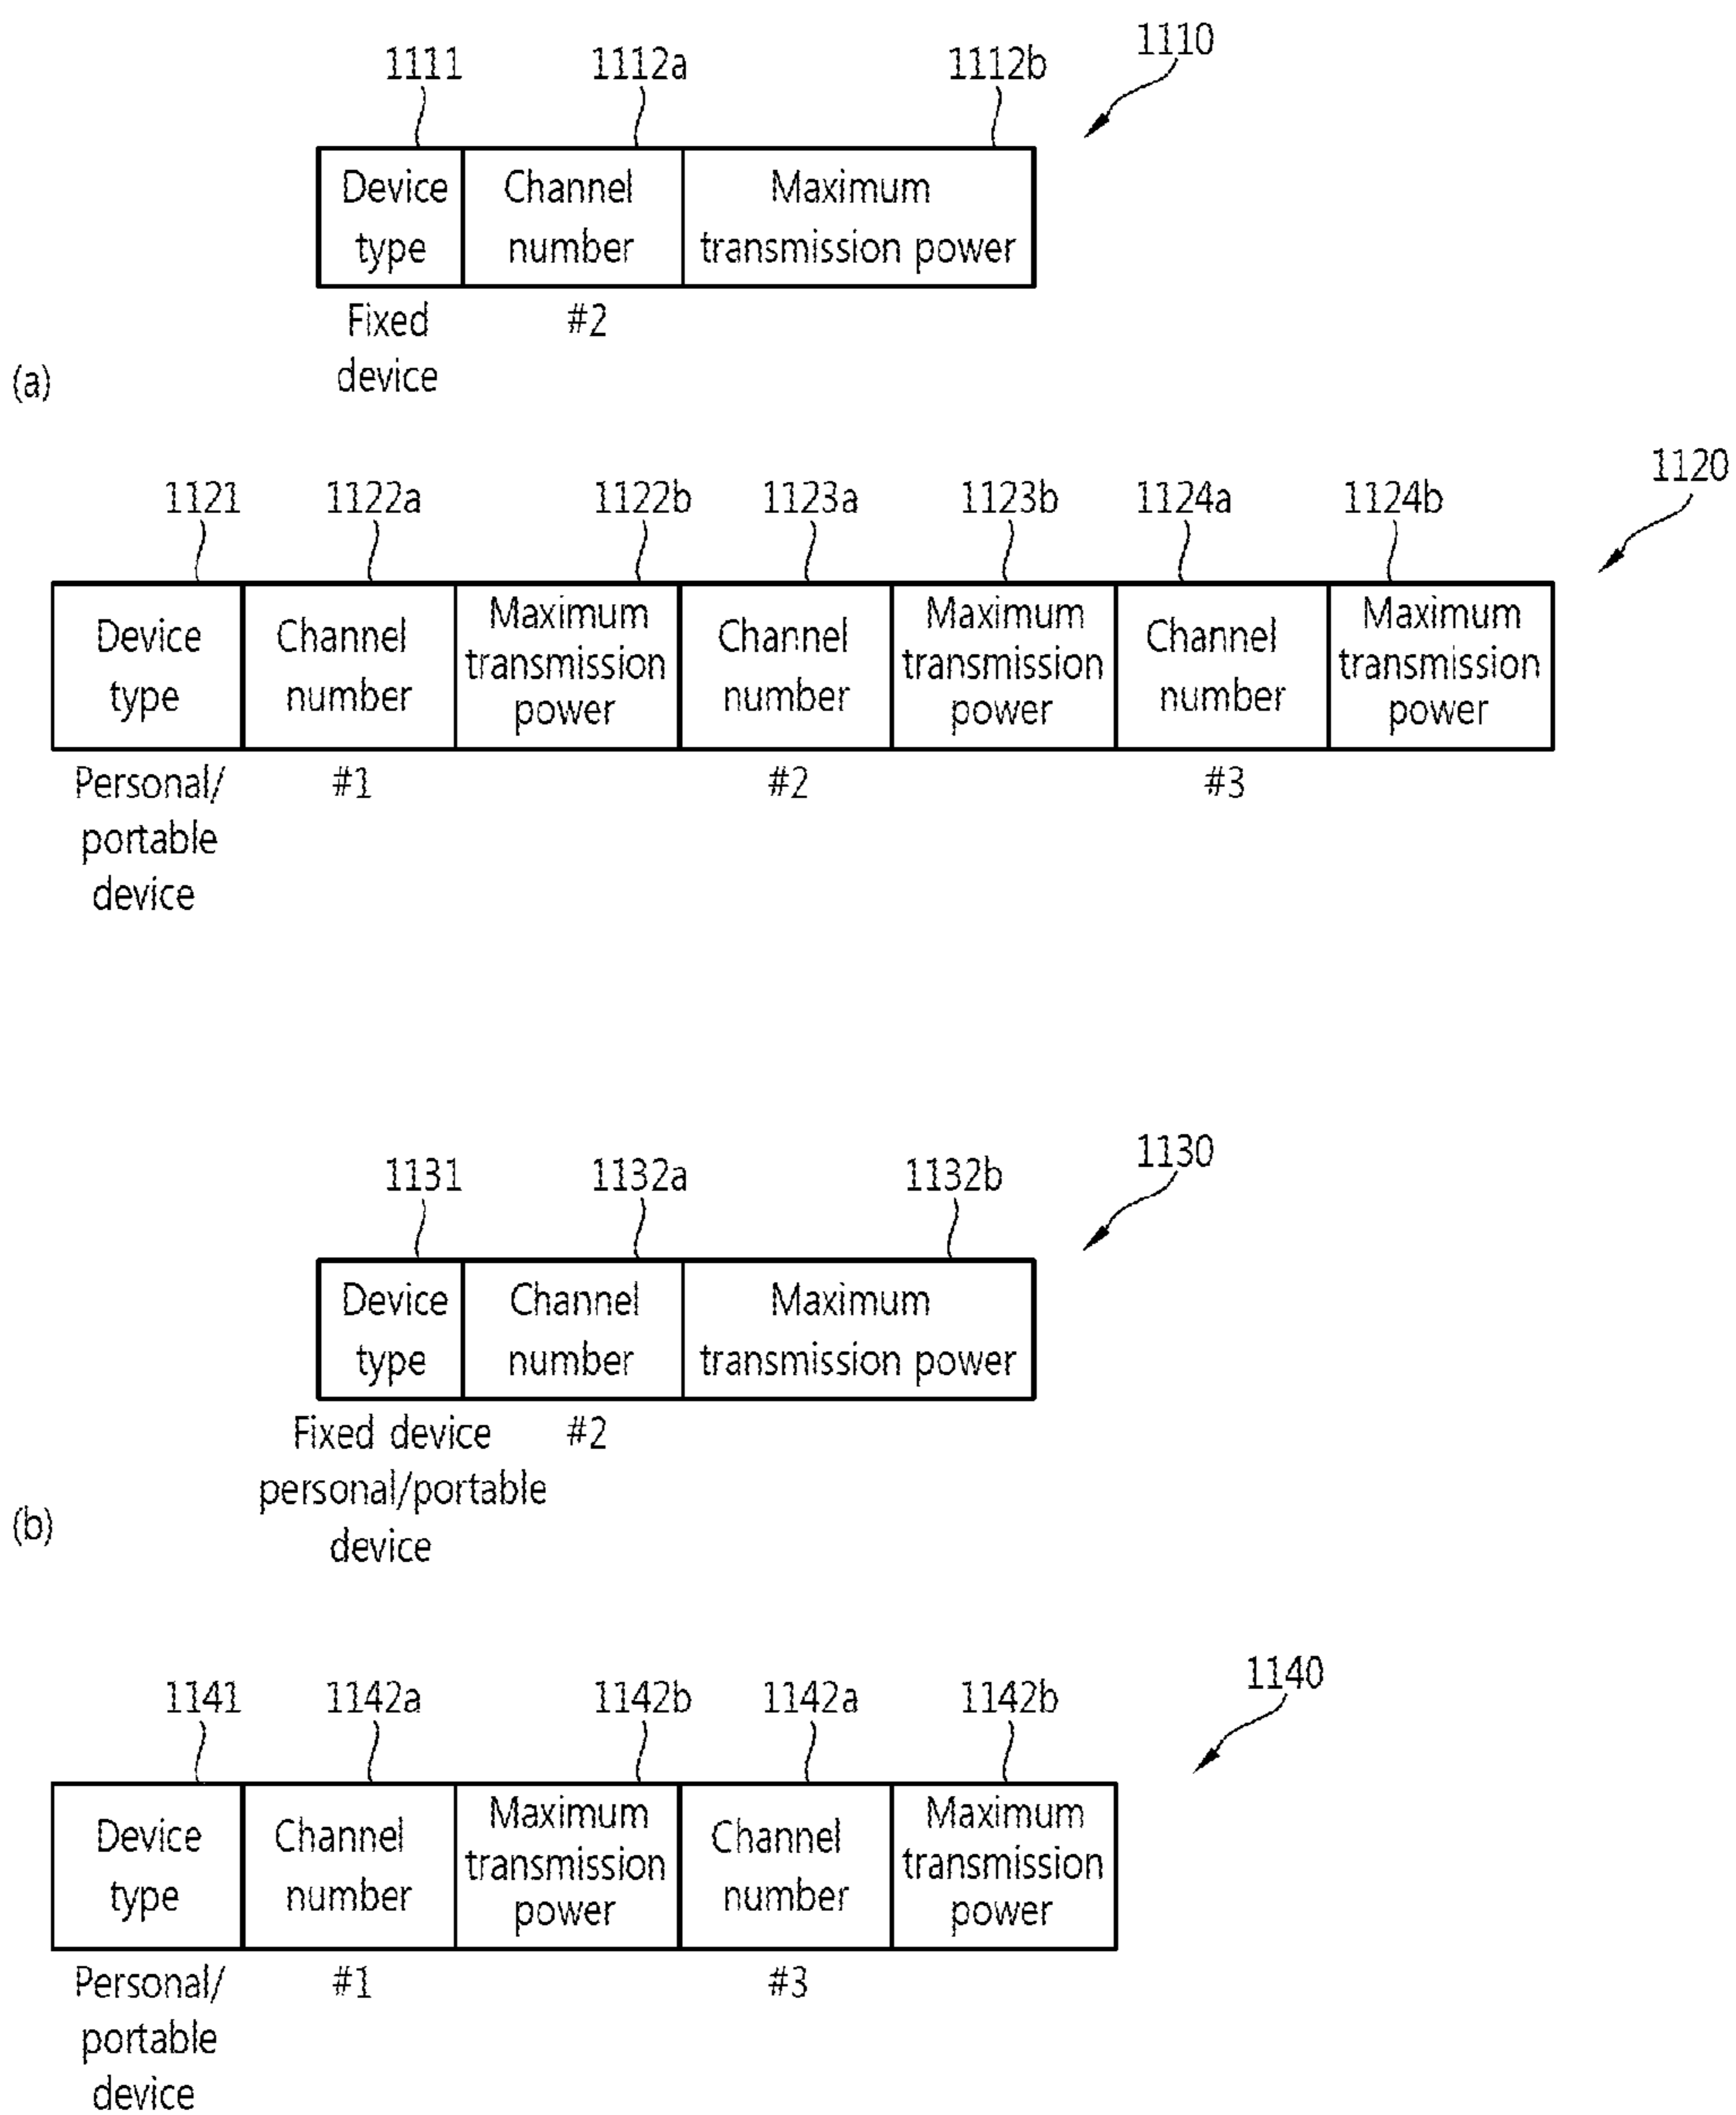 1110
1111 1112a 1112b
Device Channel Maximum
type number transmission power
Fixed #2
device
(a)
1120
1121 1122a 1122b 1123a 1123b 1124a 1124b
Device type
Channel number
Maximum transmission power
Channel number
Maximum transmission power
Channel number
Maximum transmission power
Personal/ #1 #2 #3
portable
device
1130
1131 1132a 1132b
Device Channel Maximum
type number transmission power
Fixed device #2
personal/portable
device
(b)
1140
1141 1142a 1142b 1142a 1142b
Device type
Channel number
Maximum transmission power
Channel number
Maximum transmission power
Personal/ #1 #3
portable
device